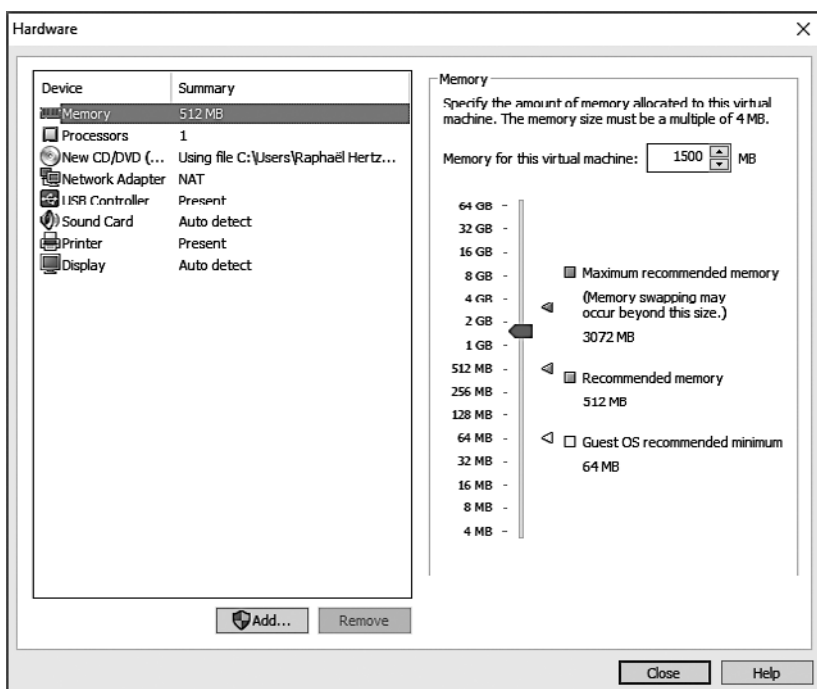 Hardware
Device Summary
Memory 512 MB
Processors 1
New CD/DVD (... Using file C:\Users\Raphaël Hertz...
Network Adapter NAT
USB Controller Present
Sound Card Auto detect
Printer Present
Display Auto detect
Add...
Remove
Memory
Specify the amount of memory allocated to this virtual
machine. The memory size must be a multiple of 4 MB.
Memory for this virtual machine: 1500 MB
64 GB
32 GB
16 GB
8 GB
4 GB
2 GB
1 GB
512 MB
256 MB
128 MB
64 MB
32 MB
16 MB
8 MB
4 MB
Maximum recommended memory
(Memory swapping may
occur beyond this size.)
3072 MB
Recommended memory
512 MB
Guest OS recommended minimum
64 MB
Close
Help